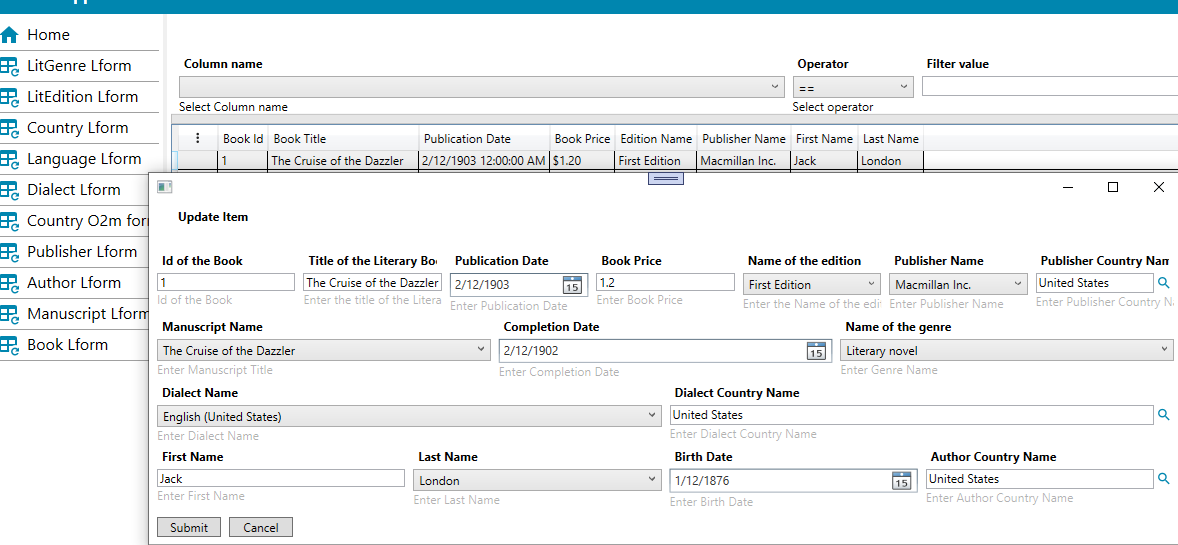 Home
LitGenre Lform
LitEdition Lform
Country Lform
Language Lform
Dialect Lform
Country O2m for
Publisher Lform
Author Lform
Manuscript Lform
Book Lform
Column name Operator Filter value
==
Select Column name Select operator
Book Id Book Title Publication Date Book Price Edition Name Publisher Name First Name Last Name
1 The Cruise of the Dazzler 2/12/1903 12:00:00 AM $1.20 First Edition Macmillan Inc. Jack London
Update Item
Id of the Book Title of the Literary Bo Publication Date Book Price Name of the edition Publisher Name Publisher Country Nam
1 The Cruise of the Dazzler 2/12/1903 15 1.2 First Edition Macmillan Inc. United States
Id of the Book Enter the title of the Litera Enter Publication Date Enter Book Price Enter the Name of the edi Enter Publisher Name Enter Publisher Country N
Manuscript Name Completion Date Name of the genre
The Cruise of the Dazzler 2/12/1902 15 Literary novel
Enter Manuscript Title Enter Completion Date Enter Genre Name
Dialect Name Dialect Country Name
English (United States) United States
Enter Dialect Name Enter Dialect Country Name
First Name Last Name Birth Date Author Country Name
Jack London 1/12/1876 15 United States
Enter First Name Enter Last Name Enter Birth Date Enter Author Country Name
Submit Cancel